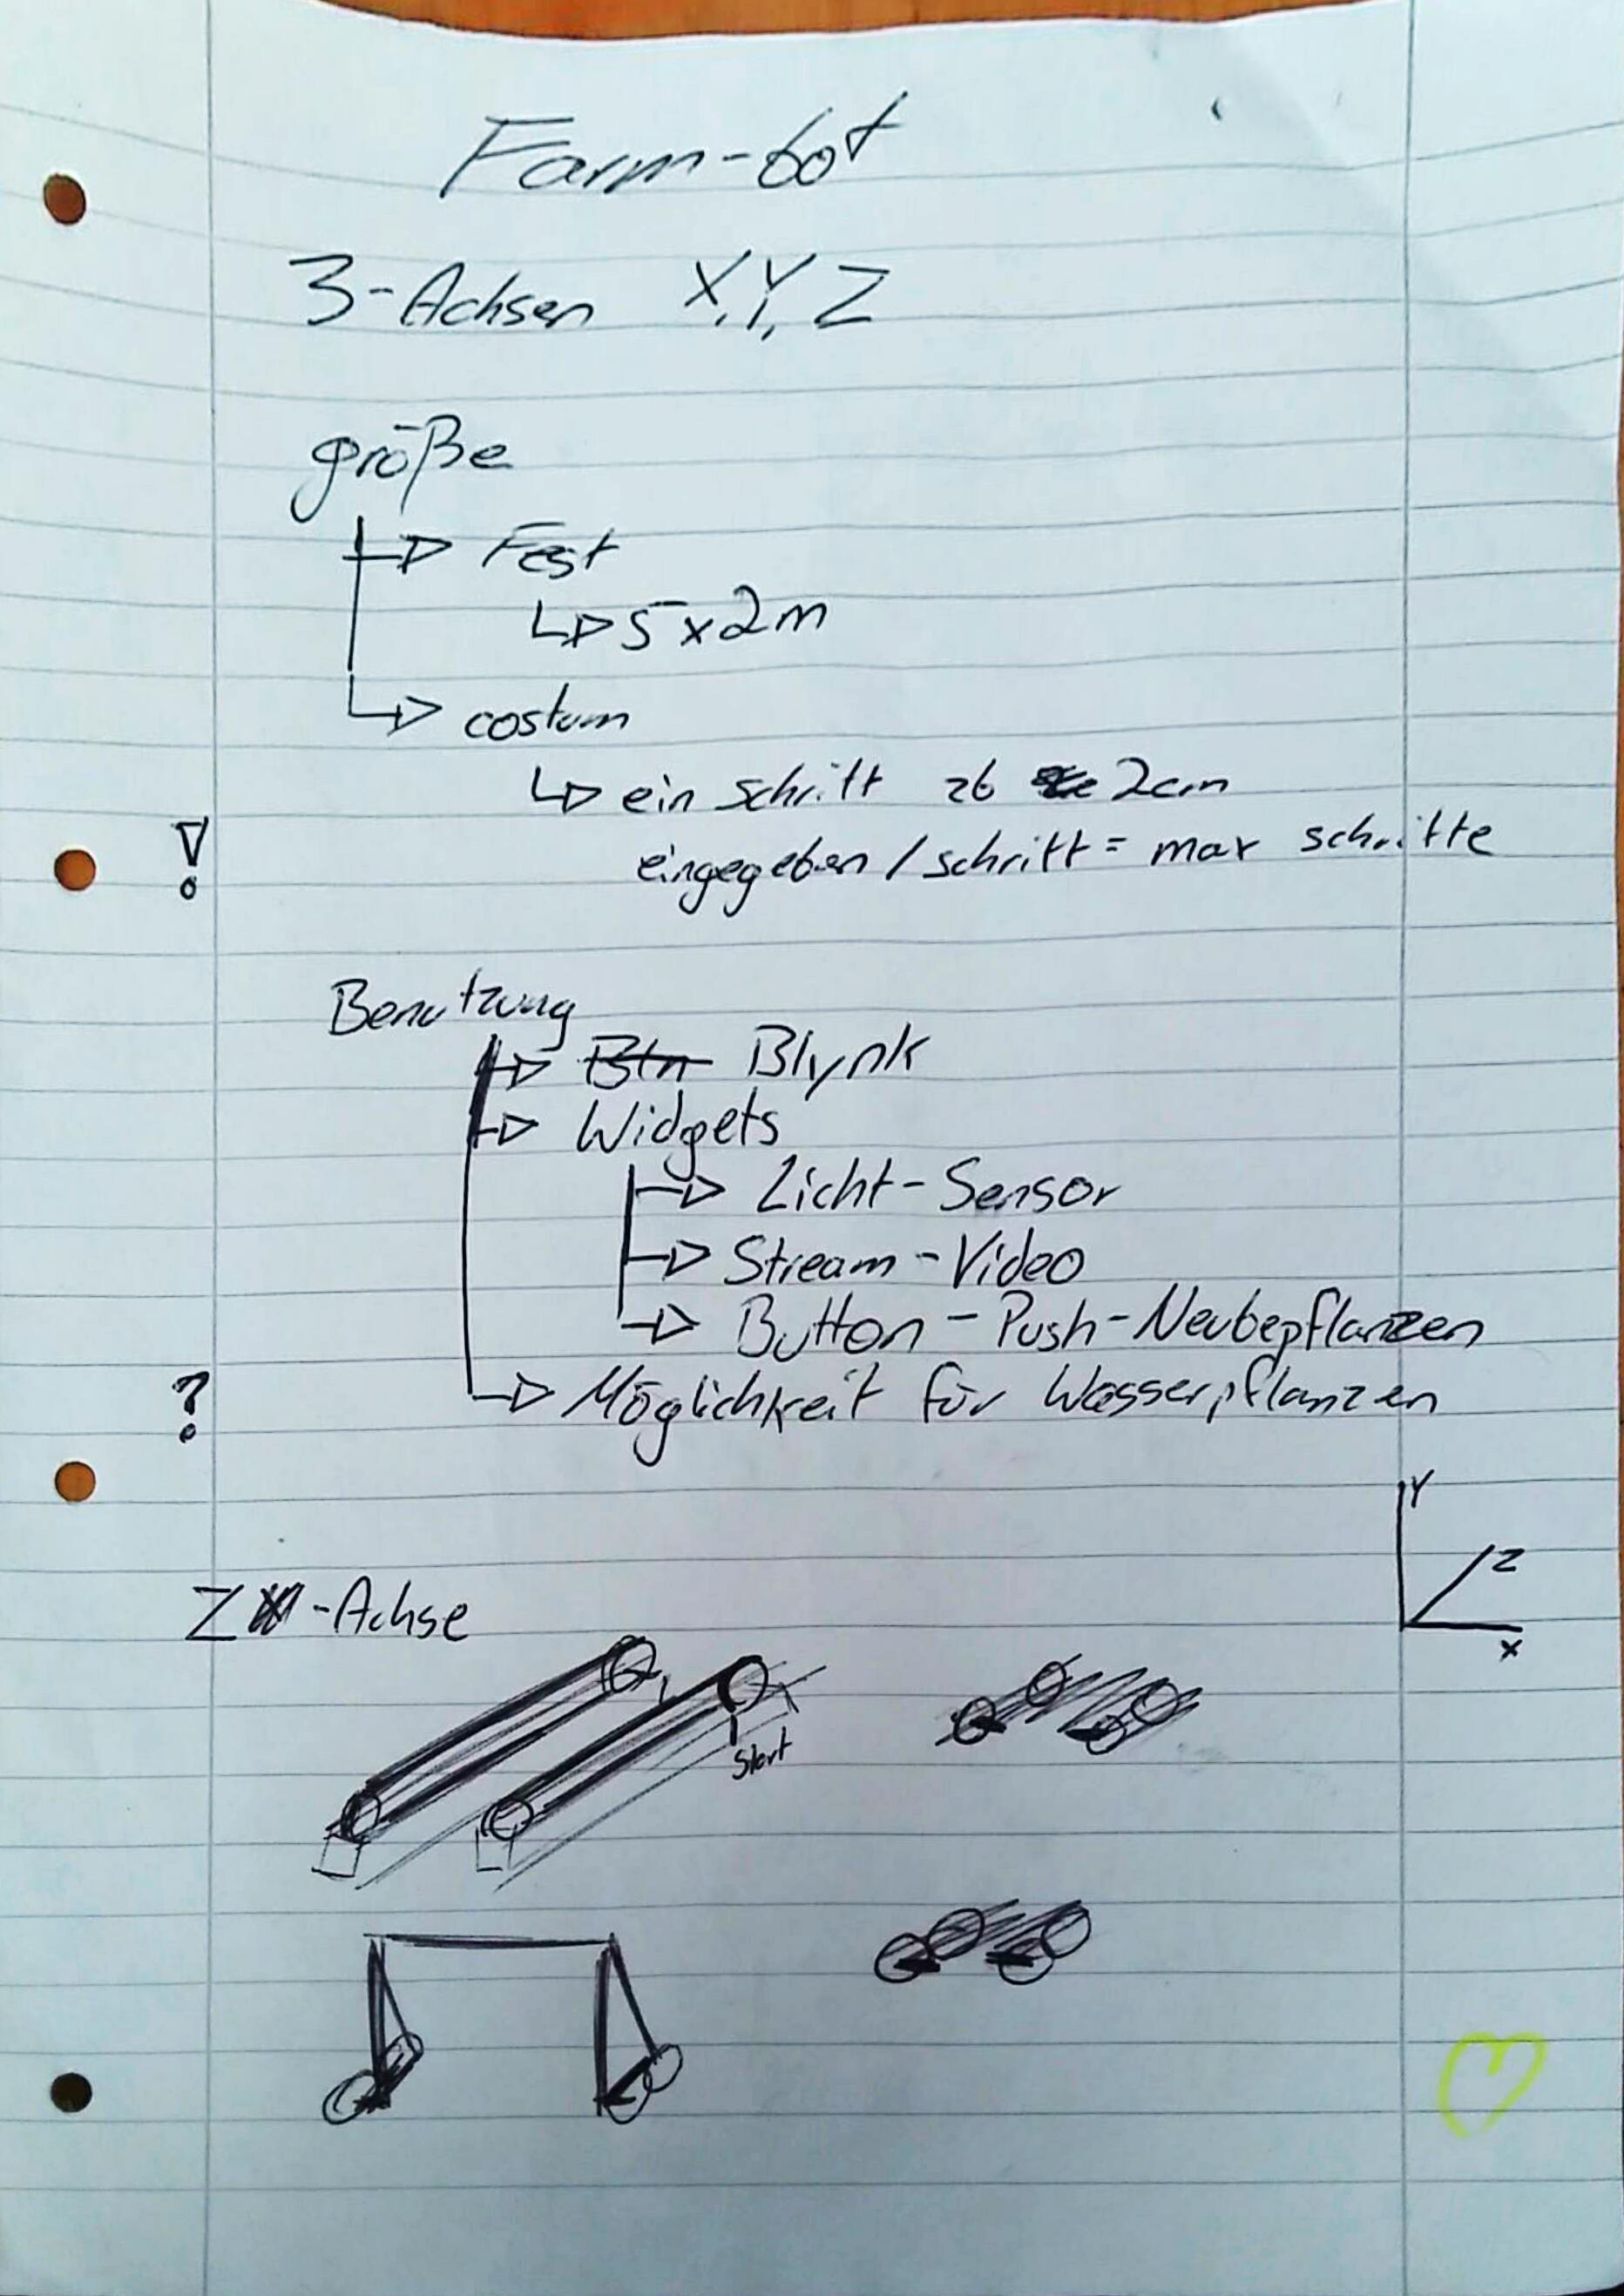 Farm-bot
3-Achsen X,Y,Z
größe
Fest
5x2m
costum
ein schritt zb 2cm
!
eingegeben / schritt = max schritte
Benutzung
Btn Blynk
Widgets
Licht-Sensor
Stream-Video
Button-Push-Neubepflanzen
?
Möglichkeit für Wasserpflanzen
Y
Z
X
Z -Achse
Start